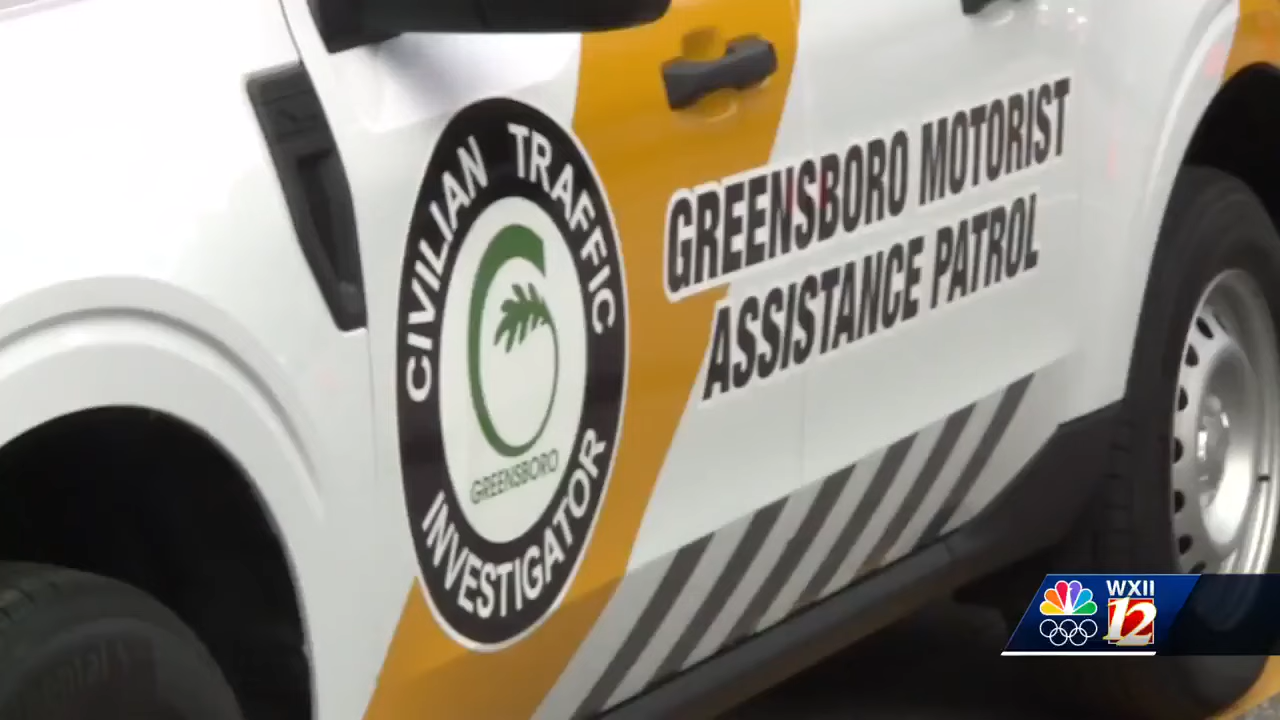 CIVILIAN TRAFFIC
GREENSBORO
INVESTIGATOR
GREENSBORO MOTORIST
ASSISTANCE PATROL
WXII
12